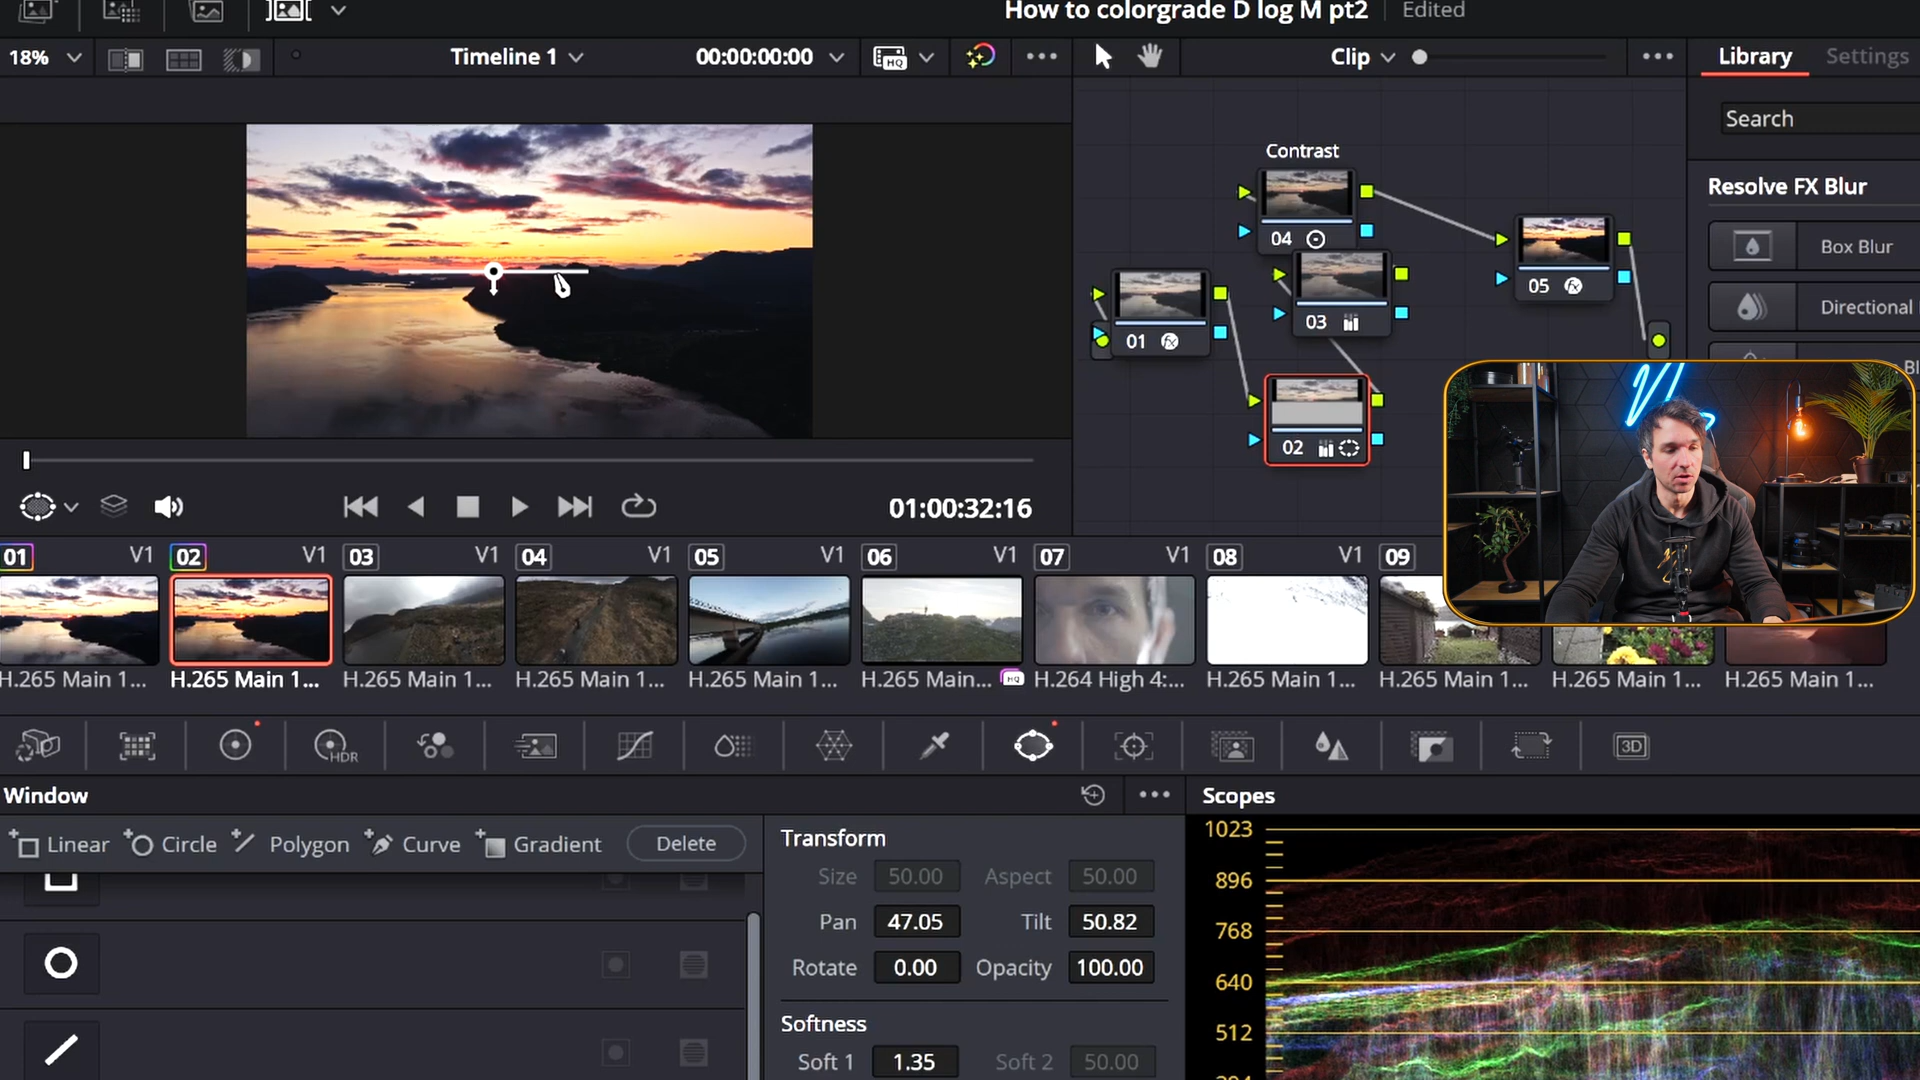 How to colorgrade D log M pt2
Edited
18%
Timeline 1
00:00:00:00
HQ
Clip
Library
Settings
Search
Resolve FX Blur
Box Blur
Directional
Bl
Contrast
04
03
05
01
02
01:00:32:16
01 V1
02 V1
03 V1
04 V1
05 V1
06 V1
07 V1
08 V1
09
H.265 Main 1...
H.265 Main 1...
H.265 Main 1...
H.265 Main 1...
H.265 Main 1...
H.265 Main...
HQ
H.264 High 4:...
H.265 Main 1...
H.265 Main 1...
H.265 Main 1...
H.265 Main 1...
HDR
3D
Window
Scopes
Linear
Circle
Polygon
Curve
Gradient
Delete
Transform
Size 50.00 Aspect 50.00
Pan 47.05 Tilt 50.82
Rotate 0.00 Opacity 100.00
Softness
Soft 1 1.35 Soft 2 50.00
1023
896
768
640
512